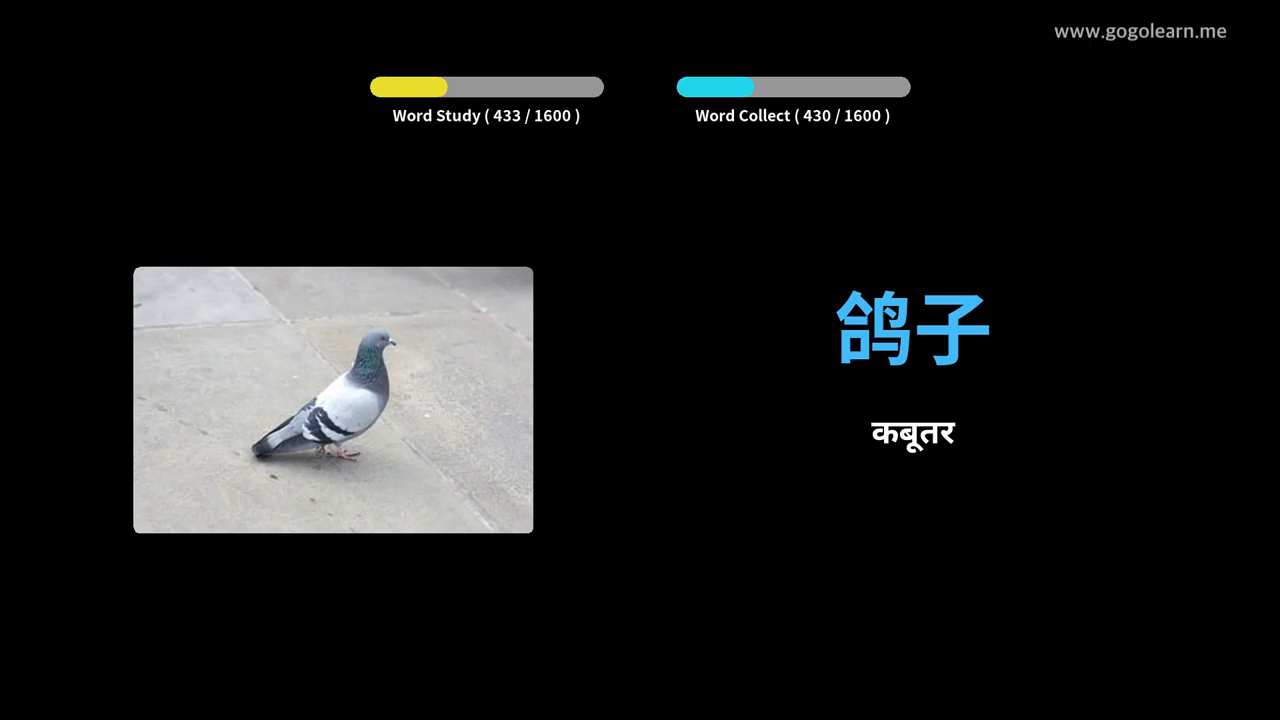 www.gogolearn.me
Word Study ( 433 / 1600 )
Word Collect ( 430 / 1600 )
鸽子
कबूतर